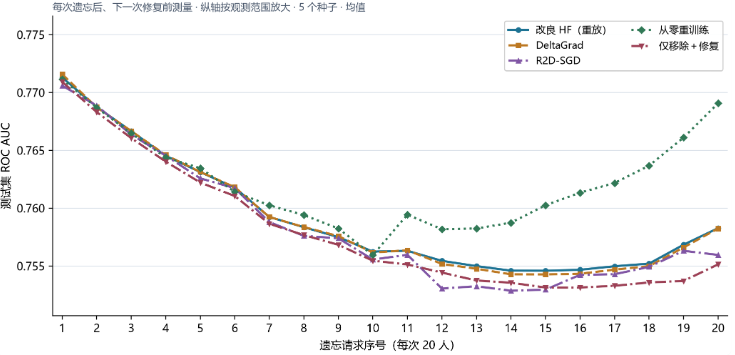 每次遗忘后、下一次修复前测量 · 纵轴按观测范围放大 · 5 个种子 · 均值
改良 HF（重放）
DeltaGrad
R2D-SGD
从零重训练
仅移除＋修复
测试集 ROC AUC
0.775
0.770
0.765
0.760
0.755
1 2 3 4 5 6 7 8 9 10 11 12 13 14 15 16 17 18 19 20
遗忘请求序号（每次 20 人）